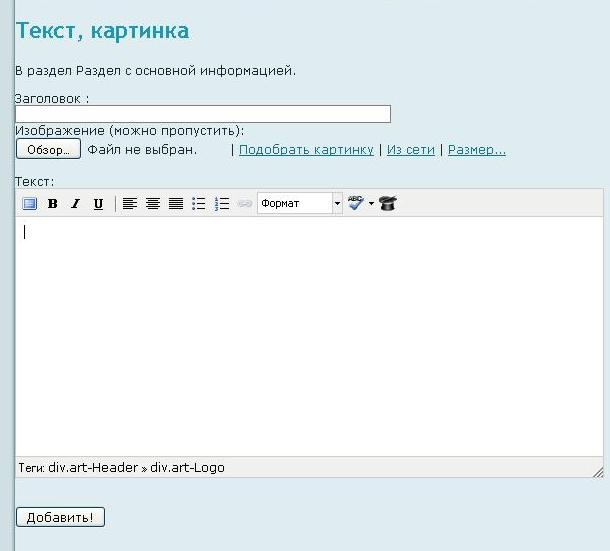 Текст, картинка
В раздел Раздел с основной информацией.
Заголовок :
Изображение (можно пропустить):
Обзор... Файл не выбран. | Подобрать картинку | Из сети | Размер...
Текст:
B I U Формат ABC
Теги: div.art-Header » div.art-Logo
Добавить!